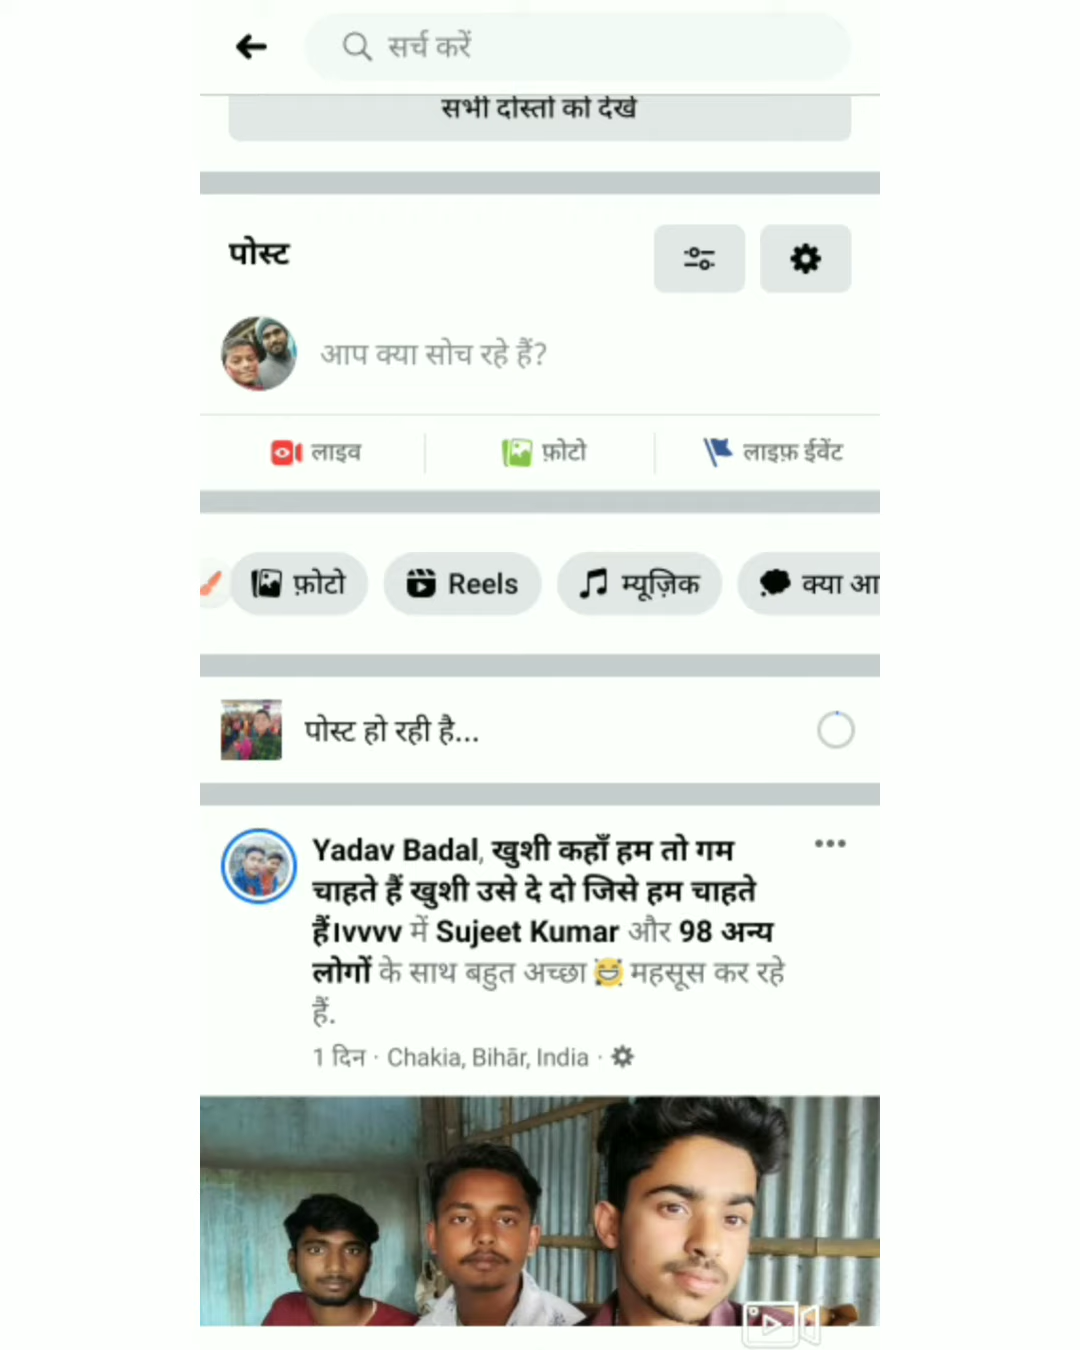 सर्च करें
सभी दोस्तों को देखें
पोस्ट
आप क्या सोच रहे हैं?
लाइव
फ़ोटो
लाइफ़ ईवेंट
फ़ोटो
Reels
म्यूज़िक
क्या आ
पोस्ट हो रही है...
Yadav Badal, खुशी कहाँ हम तो गम
चाहते हैं खुशी उसे दे दो जिसे हम चाहते
हैं।vvvv में Sujeet Kumar और 98 अन्य
लोगों के साथ बहुत अच्छा 😆 महसूस कर रहे
हैं.
1 दिन · Chakia, Bihār, India ·